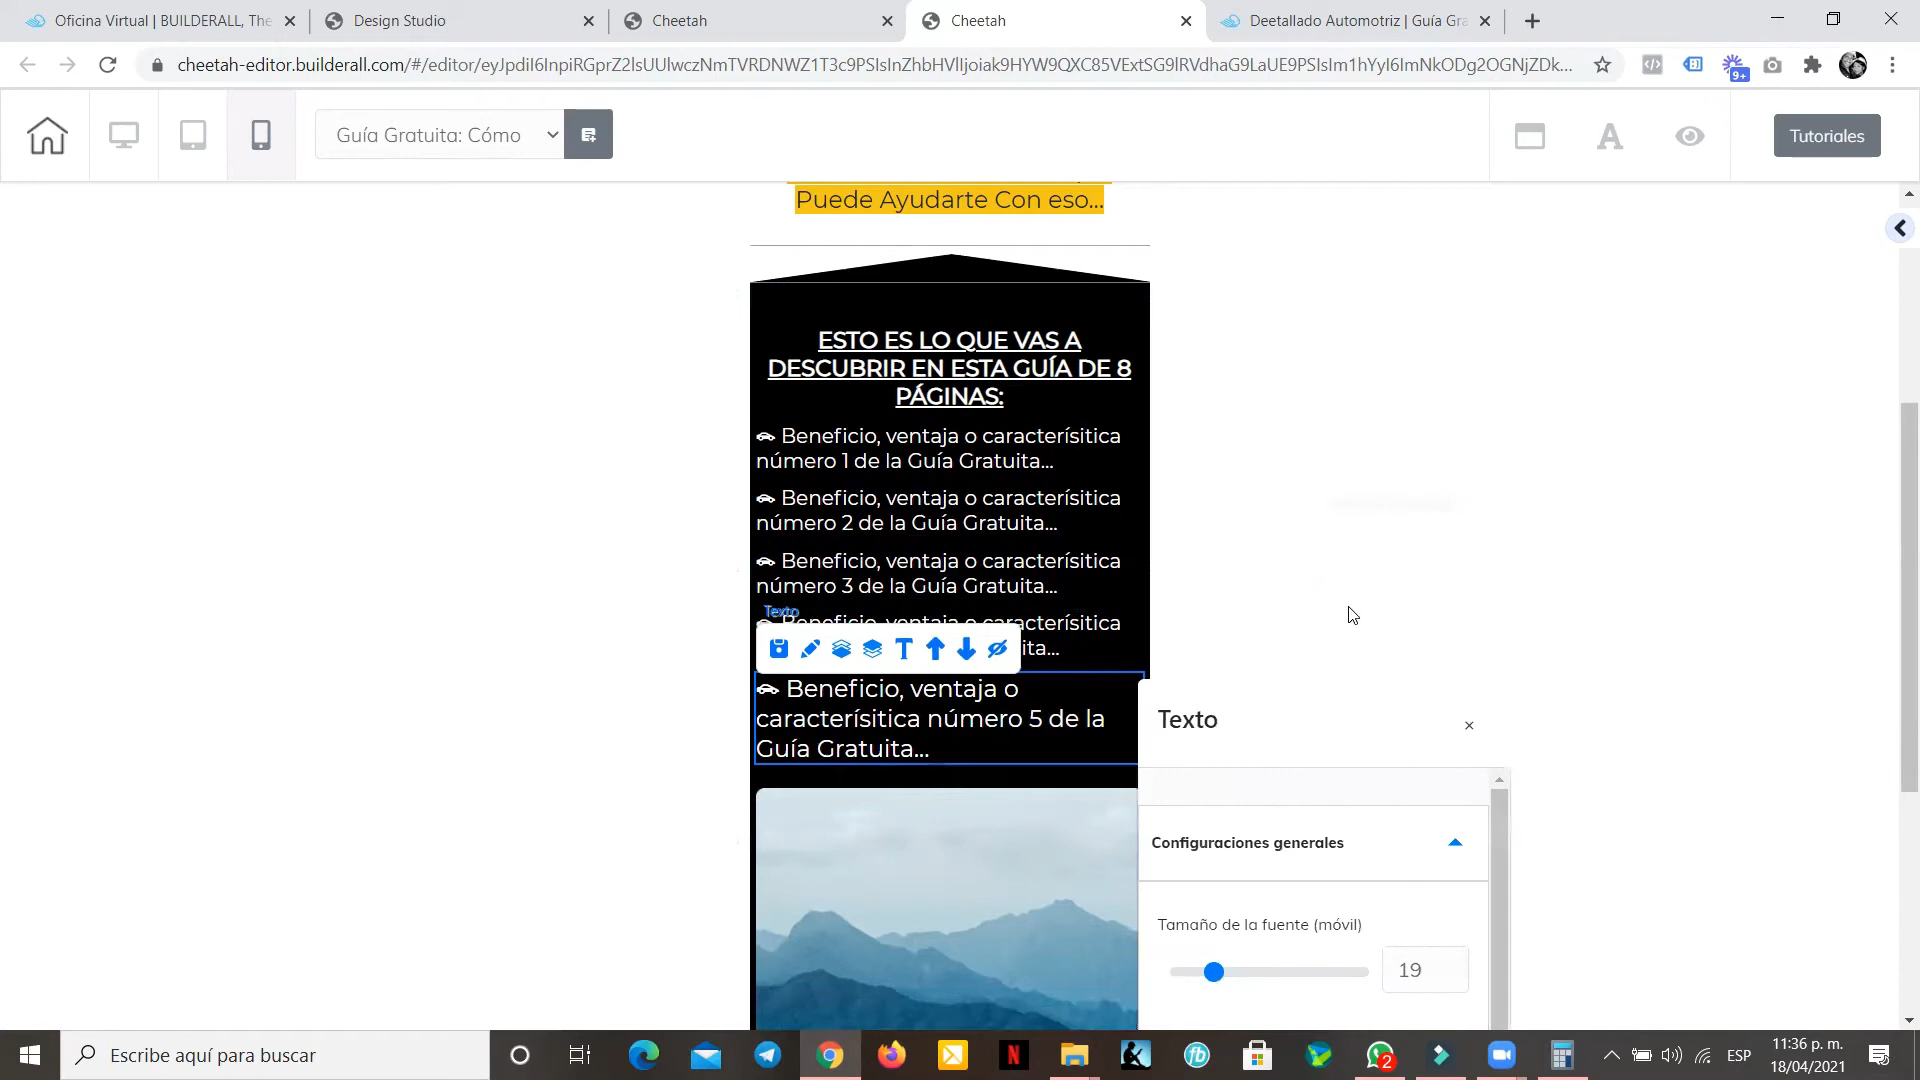 Oficina Virtual | BUILDERALL, The
Design Studio
Cheetah
Cheetah
Deetallado Automotriz | Guía Gra
cheetah-editor.builderall.com/#/editor/eyJpdiI6InpiRGprZ2lsUUlwczNmTVRDNWZ1T3c9PSIsInZhbHVlIjoiak9HYW9QXC85VExtSG9lRVdhaG9LaUE9PSIsIm1hYyI6ImNkODg2OGNjZDk...
9+
Guía Gratuita: Cómo
Tutoriales
Puede Ayudarte Con eso...
ESTO ES LO QUE VAS A
DESCUBRIR EN ESTA GUÍA DE 8
PÁGINAS:
Beneficio, ventaja o caracterísitica
número 1 de la Guía Gratuita...
Beneficio, ventaja o caracterísitica
número 2 de la Guía Gratuita...
Beneficio, ventaja o caracterísitica
número 3 de la Guía Gratuita...
Texto
Beneficio, ventaja o caracterísitica
ita...
Beneficio, ventaja o
caracterísitica número 5 de la
Guía Gratuita...
Texto
Configuraciones generales
Tamaño de la fuente (móvil)
19
Escribe aquí para buscar
2
ESP
11:36 p. m.
18/04/2021